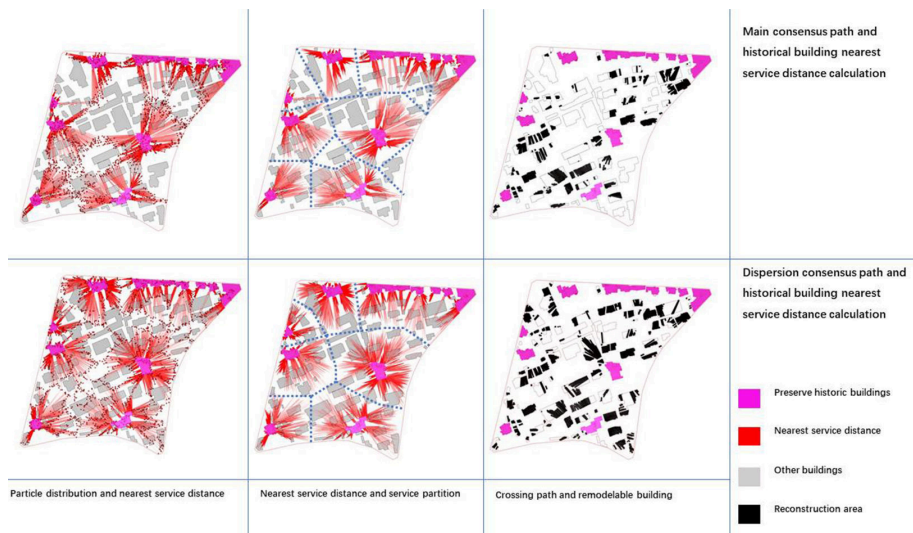 Main consensus path and
historical building nearest
service distance calculation
Dispersion consensus path and
historical building nearest
service distance calculation
Preserve historic buildings
Nearest service distance
Other buildings
Reconstruction area
Particle distribution and nearest service distance
Nearest service distance and service partition
Crossing path and remodelable building